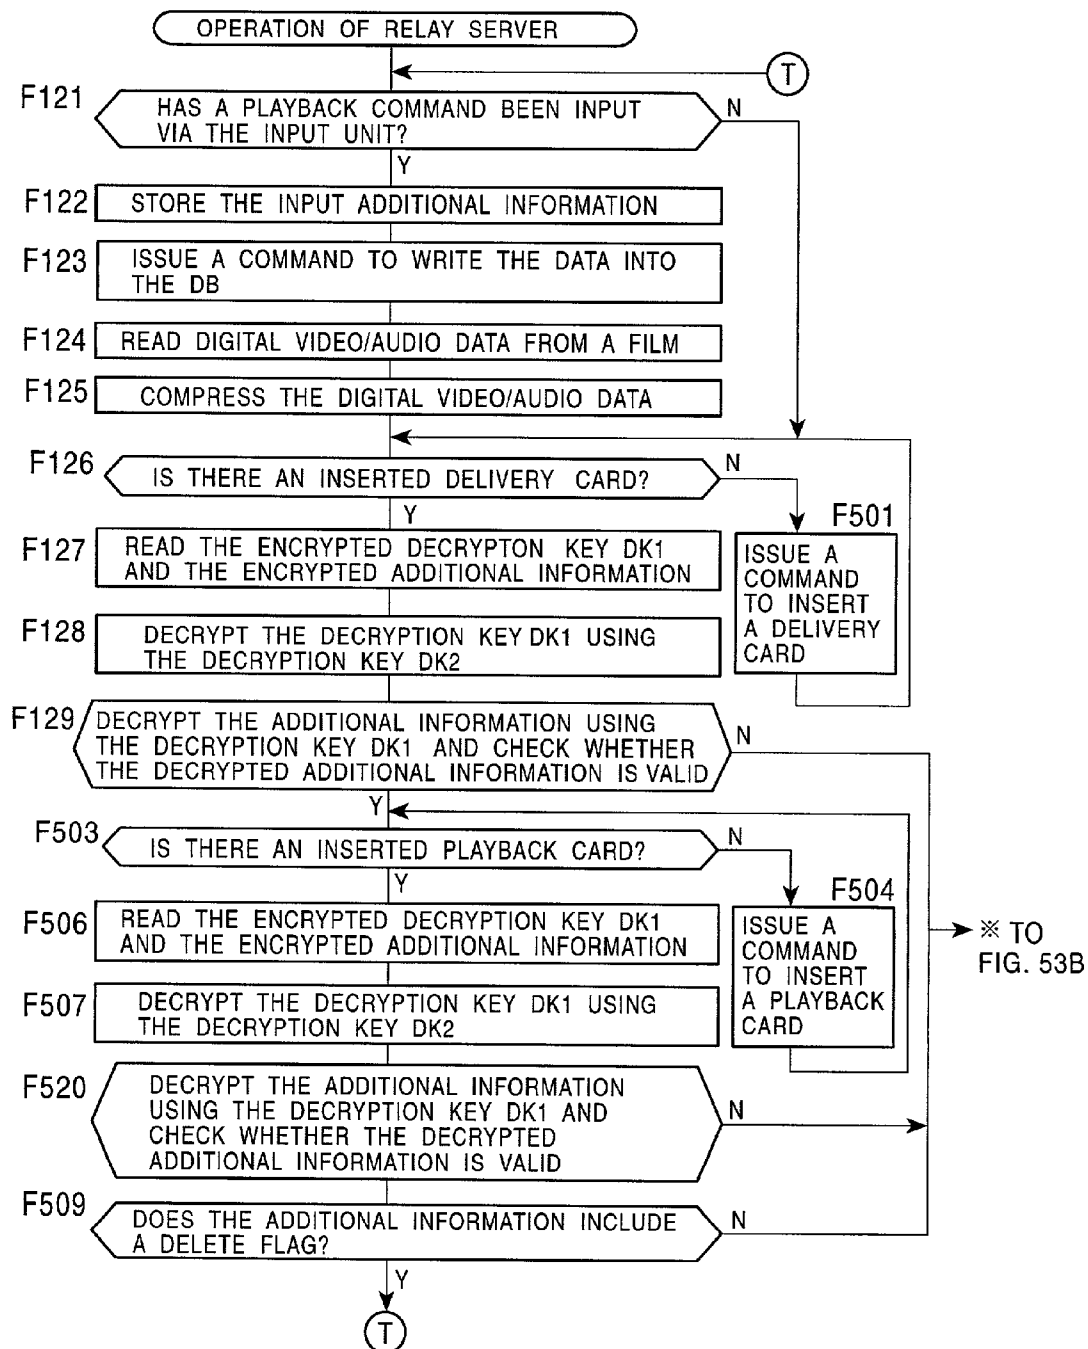 OPERATION OF RELAY SERVER
T
F121
HAS A PLAYBACK COMMAND BEEN INPUT
VIA THE INPUT UNIT?
N
Y
F122
STORE THE INPUT ADDITIONAL INFORMATION
F123
ISSUE A COMMAND TO WRITE THE DATA INTO
THE DB
F124
READ DIGITAL VIDEO/AUDIO DATA FROM A FILM
F125
COMPRESS THE DIGITAL VIDEO/AUDIO DATA
F126
IS THERE AN INSERTED DELIVERY CARD?
N
Y
F501
ISSUE A
COMMAND
TO INSERT
A DELIVERY
CARD
F127
READ THE ENCRYPTED DECRYPTON KEY DK1
AND THE ENCRYPTED ADDITIONAL INFORMATION
F128
DECRYPT THE DECRYPTION KEY DK1 USING
THE DECRYPTION KEY DK2
F129
DECRYPT THE ADDITIONAL INFORMATION USING
THE DECRYPTION KEY DK1 AND CHECK WHETHER
THE DECRYPTED ADDITIONAL INFORMATION IS VALID
N
Y
F503
IS THERE AN INSERTED PLAYBACK CARD?
N
Y
F504
ISSUE A
COMMAND
TO INSERT
A PLAYBACK
CARD
※ TO
FIG. 53B
F506
READ THE ENCRYPTED DECRYPTION KEY DK1
AND THE ENCRYPTED ADDITIONAL INFORMATION
F507
DECRYPT THE DECRYPTION KEY DK1 USING
THE DECRYPTION KEY DK2
F520
DECRYPT THE ADDITIONAL INFORMATION
USING THE DECRYPTION KEY DK1 AND
CHECK WHETHER THE DECRYPTED
ADDITIONAL INFORMATION IS VALID
N
F509
DOES THE ADDITIONAL INFORMATION INCLUDE
A DELETE FLAG?
N
Y
T